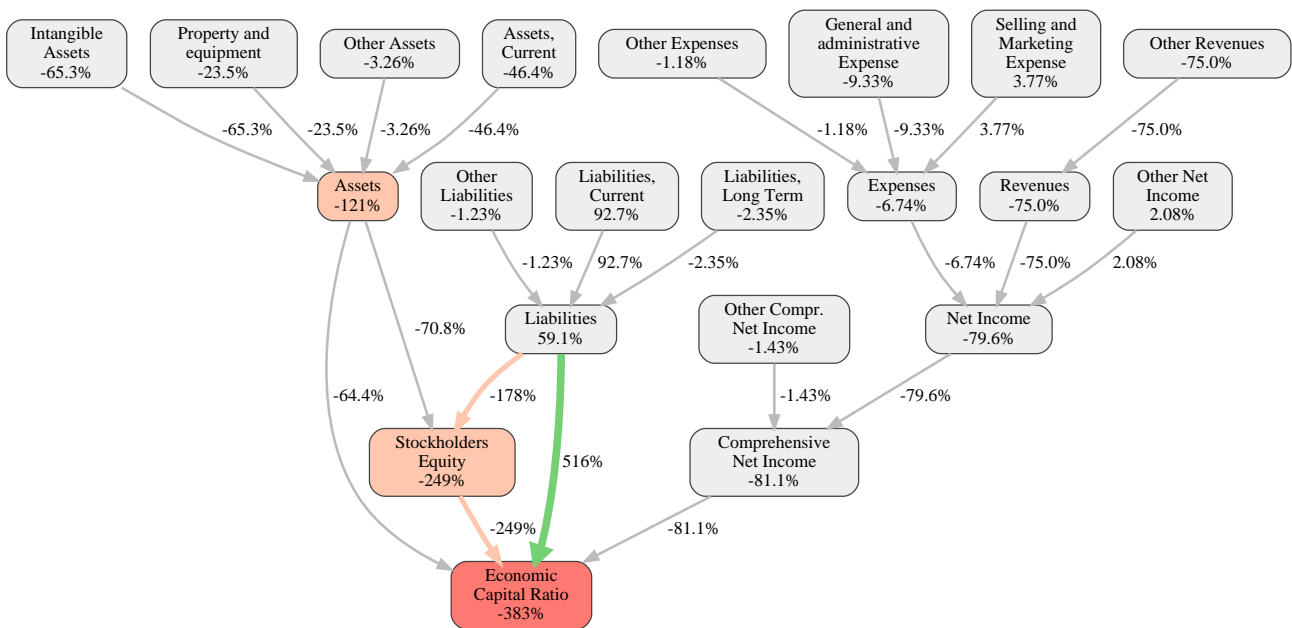 Intangible
Assets
-65.3%
Property and
equipment
-23.5%
Other Assets
-3.26%
Assets,
Current
-46.4%
Other Expenses
-1.18%
General and
administrative
Expense
-9.33%
Selling and
Marketing
Expense
3.77%
Other Revenues
-75.0%
-65.3%
-23.5%
-3.26%
-46.4%
-1.18%
-9.33%
3.77%
-75.0%
Assets
-121%
Other
Liabilities
-1.23%
Liabilities,
Current
92.7%
Liabilities,
Long Term
-2.35%
Expenses
-6.74%
Revenues
-75.0%
Other Net
Income
2.08%
-1.23%
92.7%
-2.35%
-6.74%
-75.0%
2.08%
-70.8%
Liabilities
59.1%
Other Compr.
Net Income
-1.43%
Net Income
-79.6%
-64.4%
-178%
-1.43%
-79.6%
Stockholders
Equity
-249%
516%
Comprehensive
Net Income
-81.1%
-249%
-81.1%
Economic
Capital Ratio
-383%